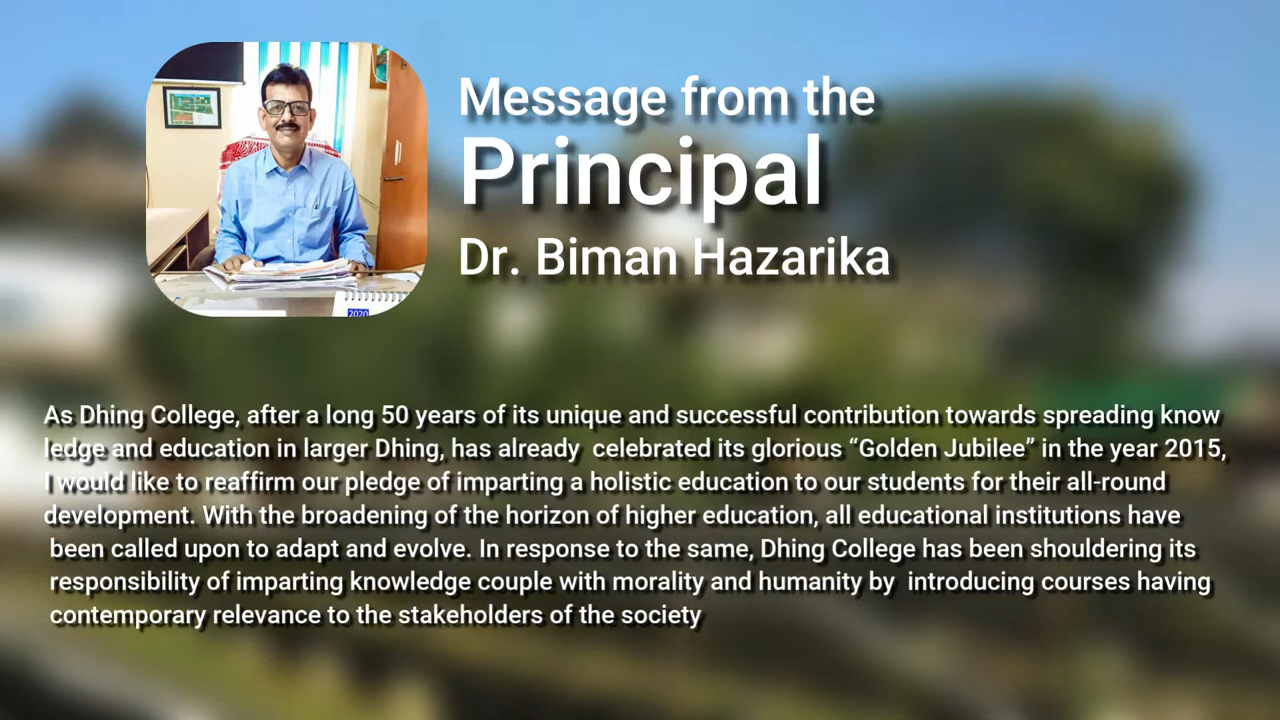 Message from the
Principal
Dr. Biman Hazarika
2020
As Dhing College, after a long 50 years of its unique and successful contribution towards spreading know
ledge and education in larger Dhing, has already  celebrated its glorious “Golden Jubilee” in the year 2015,
I would like to reaffirm our pledge of imparting a holistic education to our students for their all-round
development. With the broadening of the horizon of higher education, all educational institutions have
been called upon to adapt and evolve. In response to the same, Dhing College has been shouldering its
responsibility of imparting knowledge couple with morality and humanity by  introducing courses having
contemporary relevance to the stakeholders of the society